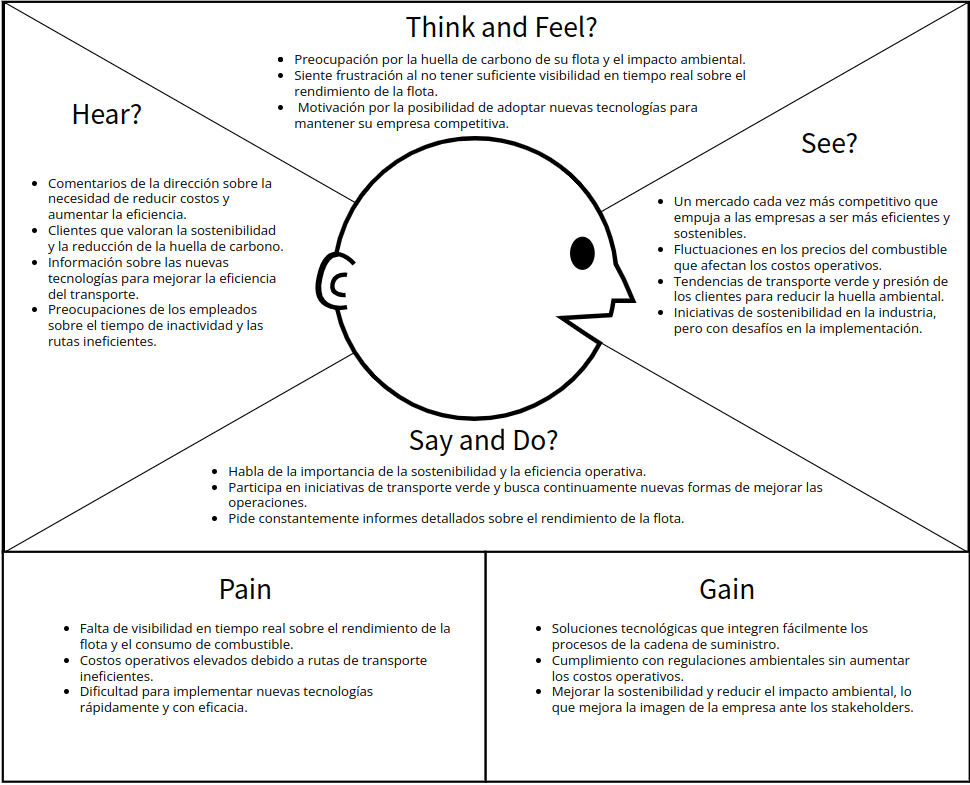 Think and Feel?
• Preocupación por la huella de carbono de su flota y el impacto ambiental.
• Siente frustración al no tener suficiente visibilidad en tiempo real sobre el
rendimiento de la flota.
• Motivación por la posibilidad de adoptar nuevas tecnologías para
mantener su empresa competitiva.
Hear?
• Comentarios de la dirección sobre la
necesidad de reducir costos y
aumentar la eficiencia.
• Clientes que valoran la sostenibilidad
y la reducción de la huella de carbono.
• Información sobre las nuevas
tecnologías para mejorar la eficiencia
del transporte.
• Preocupaciones de los empleados
sobre el tiempo de inactividad y las
rutas ineficientes.
See?
• Un mercado cada vez más competitivo que
empuja a las empresas a ser más eficientes y
sostenibles.
• Fluctuaciones en los precios del combustible
que afectan los costos operativos.
• Tendencias de transporte verde y presión de
los clientes para reducir la huella ambiental.
• Iniciativas de sostenibilidad en la industria,
pero con desafíos en la implementación.
Say and Do?
• Habla de la importancia de la sostenibilidad y la eficiencia operativa.
• Participa en iniciativas de transporte verde y busca continuamente nuevas formas de mejorar las
operaciones.
• Pide constantemente informes detallados sobre el rendimiento de la flota.
Pain
• Falta de visibilidad en tiempo real sobre el rendimiento de la
flota y el consumo de combustible.
• Costos operativos elevados debido a rutas de transporte
ineficientes.
• Dificultad para implementar nuevas tecnologías
rápidamente y con eficacia.
Gain
• Soluciones tecnológicas que integren fácilmente los
procesos de la cadena de suministro.
• Cumplimiento con regulaciones ambientales sin aumentar
los costos operativos.
• Mejorar la sostenibilidad y reducir el impacto ambiental, lo
que mejora la imagen de la empresa ante los stakeholders.